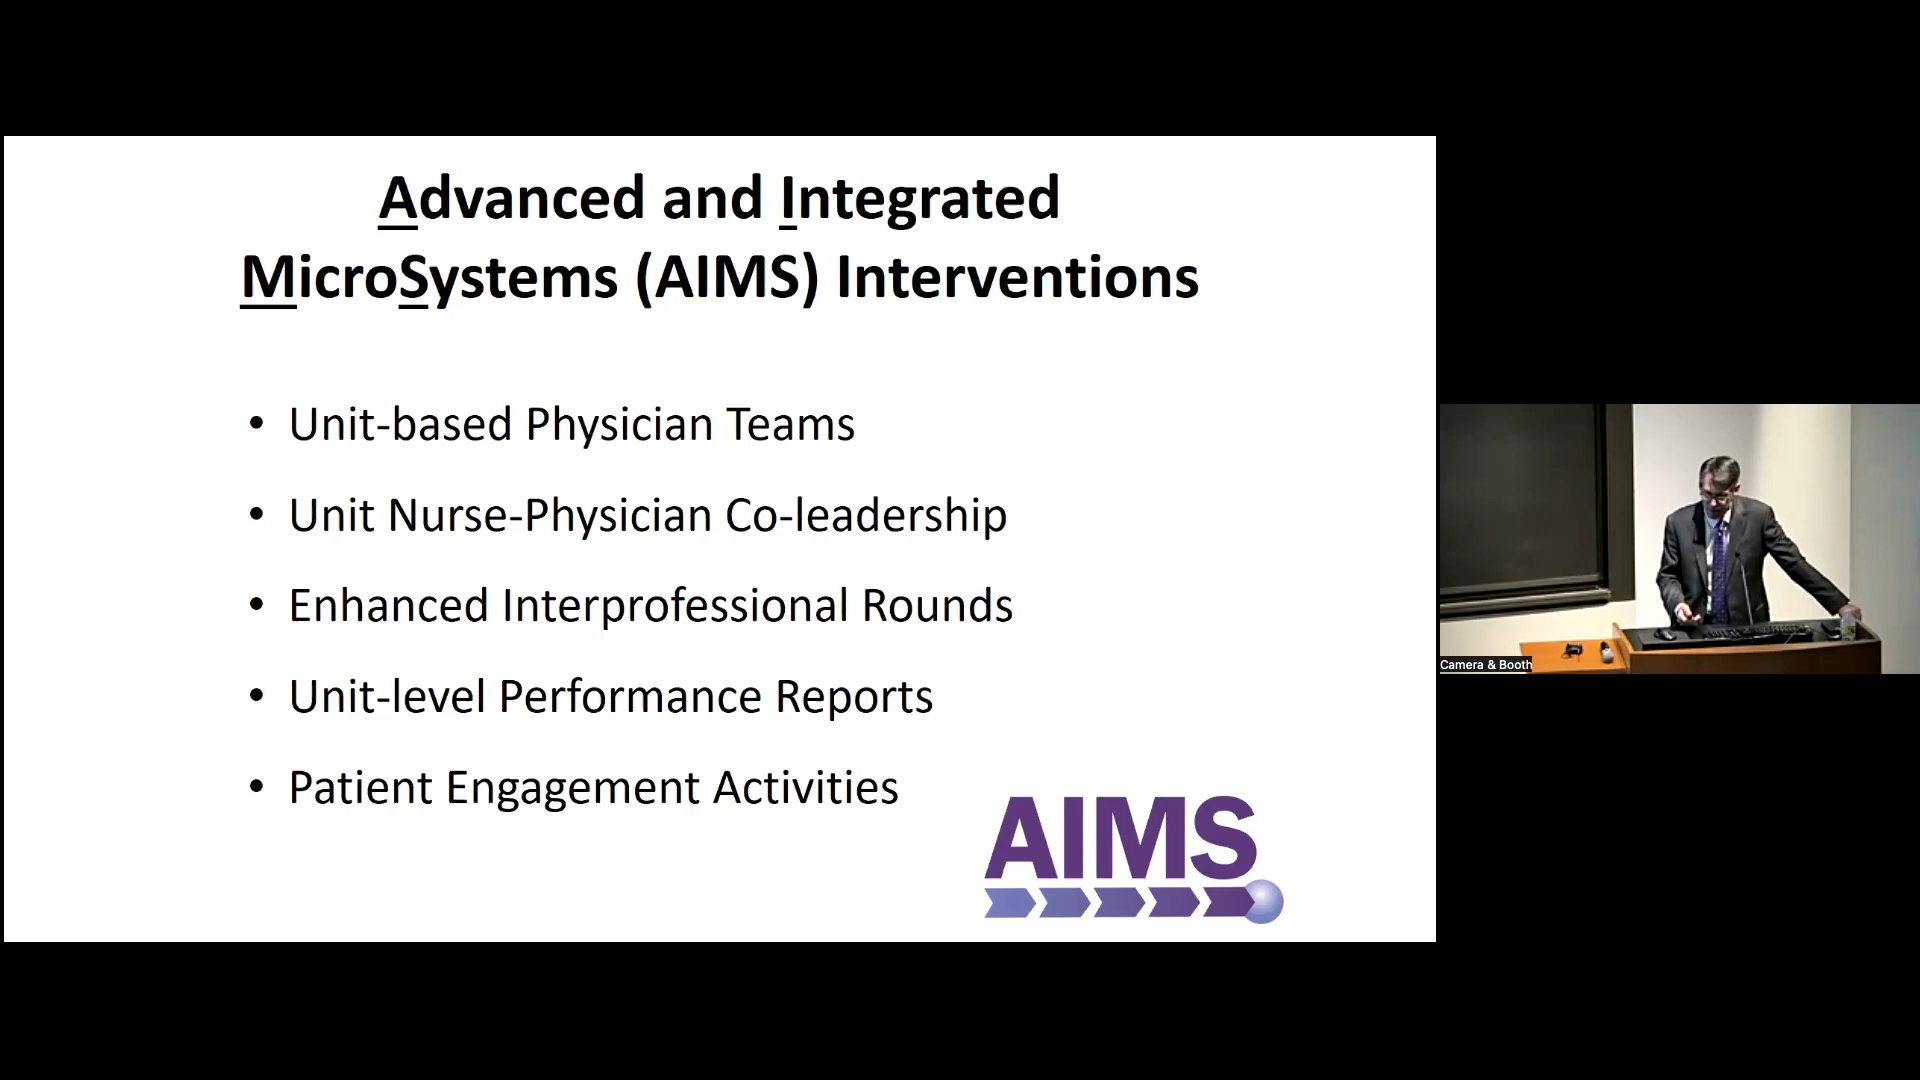 Advanced and Integrated
MicroSystems (AIMS) Interventions
• Unit-based Physician Teams
• Unit Nurse-Physician Co-leadership
• Enhanced Interprofessional Rounds
• Unit-level Performance Reports
• Patient Engagement Activities
AIMS
Camera & Booth